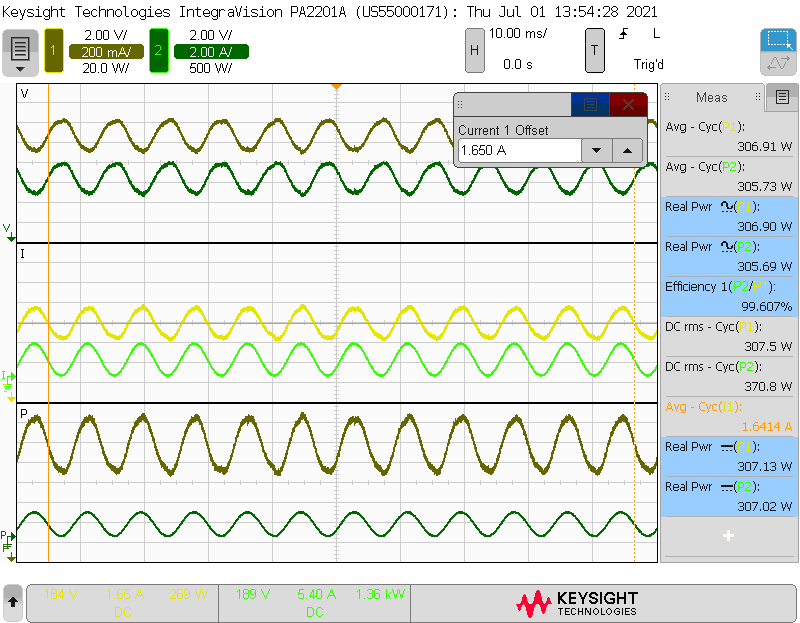 Keysight Technologies IntegraVision PA2201A (US55000171): Thu Jul 01 13:54:28 2021
1 2.00 V/ 200 mA/ 20.0 W/
2 2.00 V/ 2.00 A/ 500 W/
H 10.00 ms/ 0.0 s
T L Trig'd
V
Current 1 Offset
1.650 A
V
I
I
P
P
Meas
Avg - Cyc(P1):
306.91 W
Avg - Cyc(P2):
305.73 W
Real Pwr (P1):
306.90 W
Real Pwr (P2):
305.69 W
Efficiency 1(P2/P1):
99.607%
DC rms - Cyc(P1):
307.5 W
DC rms - Cyc(P2):
370.8 W
Avg - Cyc(I1):
1.6414 A
Real Pwr (P1):
307.13 W
Real Pwr (P2):
307.02 W
184 V 1.65 A 269 W
DC
189 V 5.40 A 1.36 kW
DC
KEYSIGHT
TECHNOLOGIES